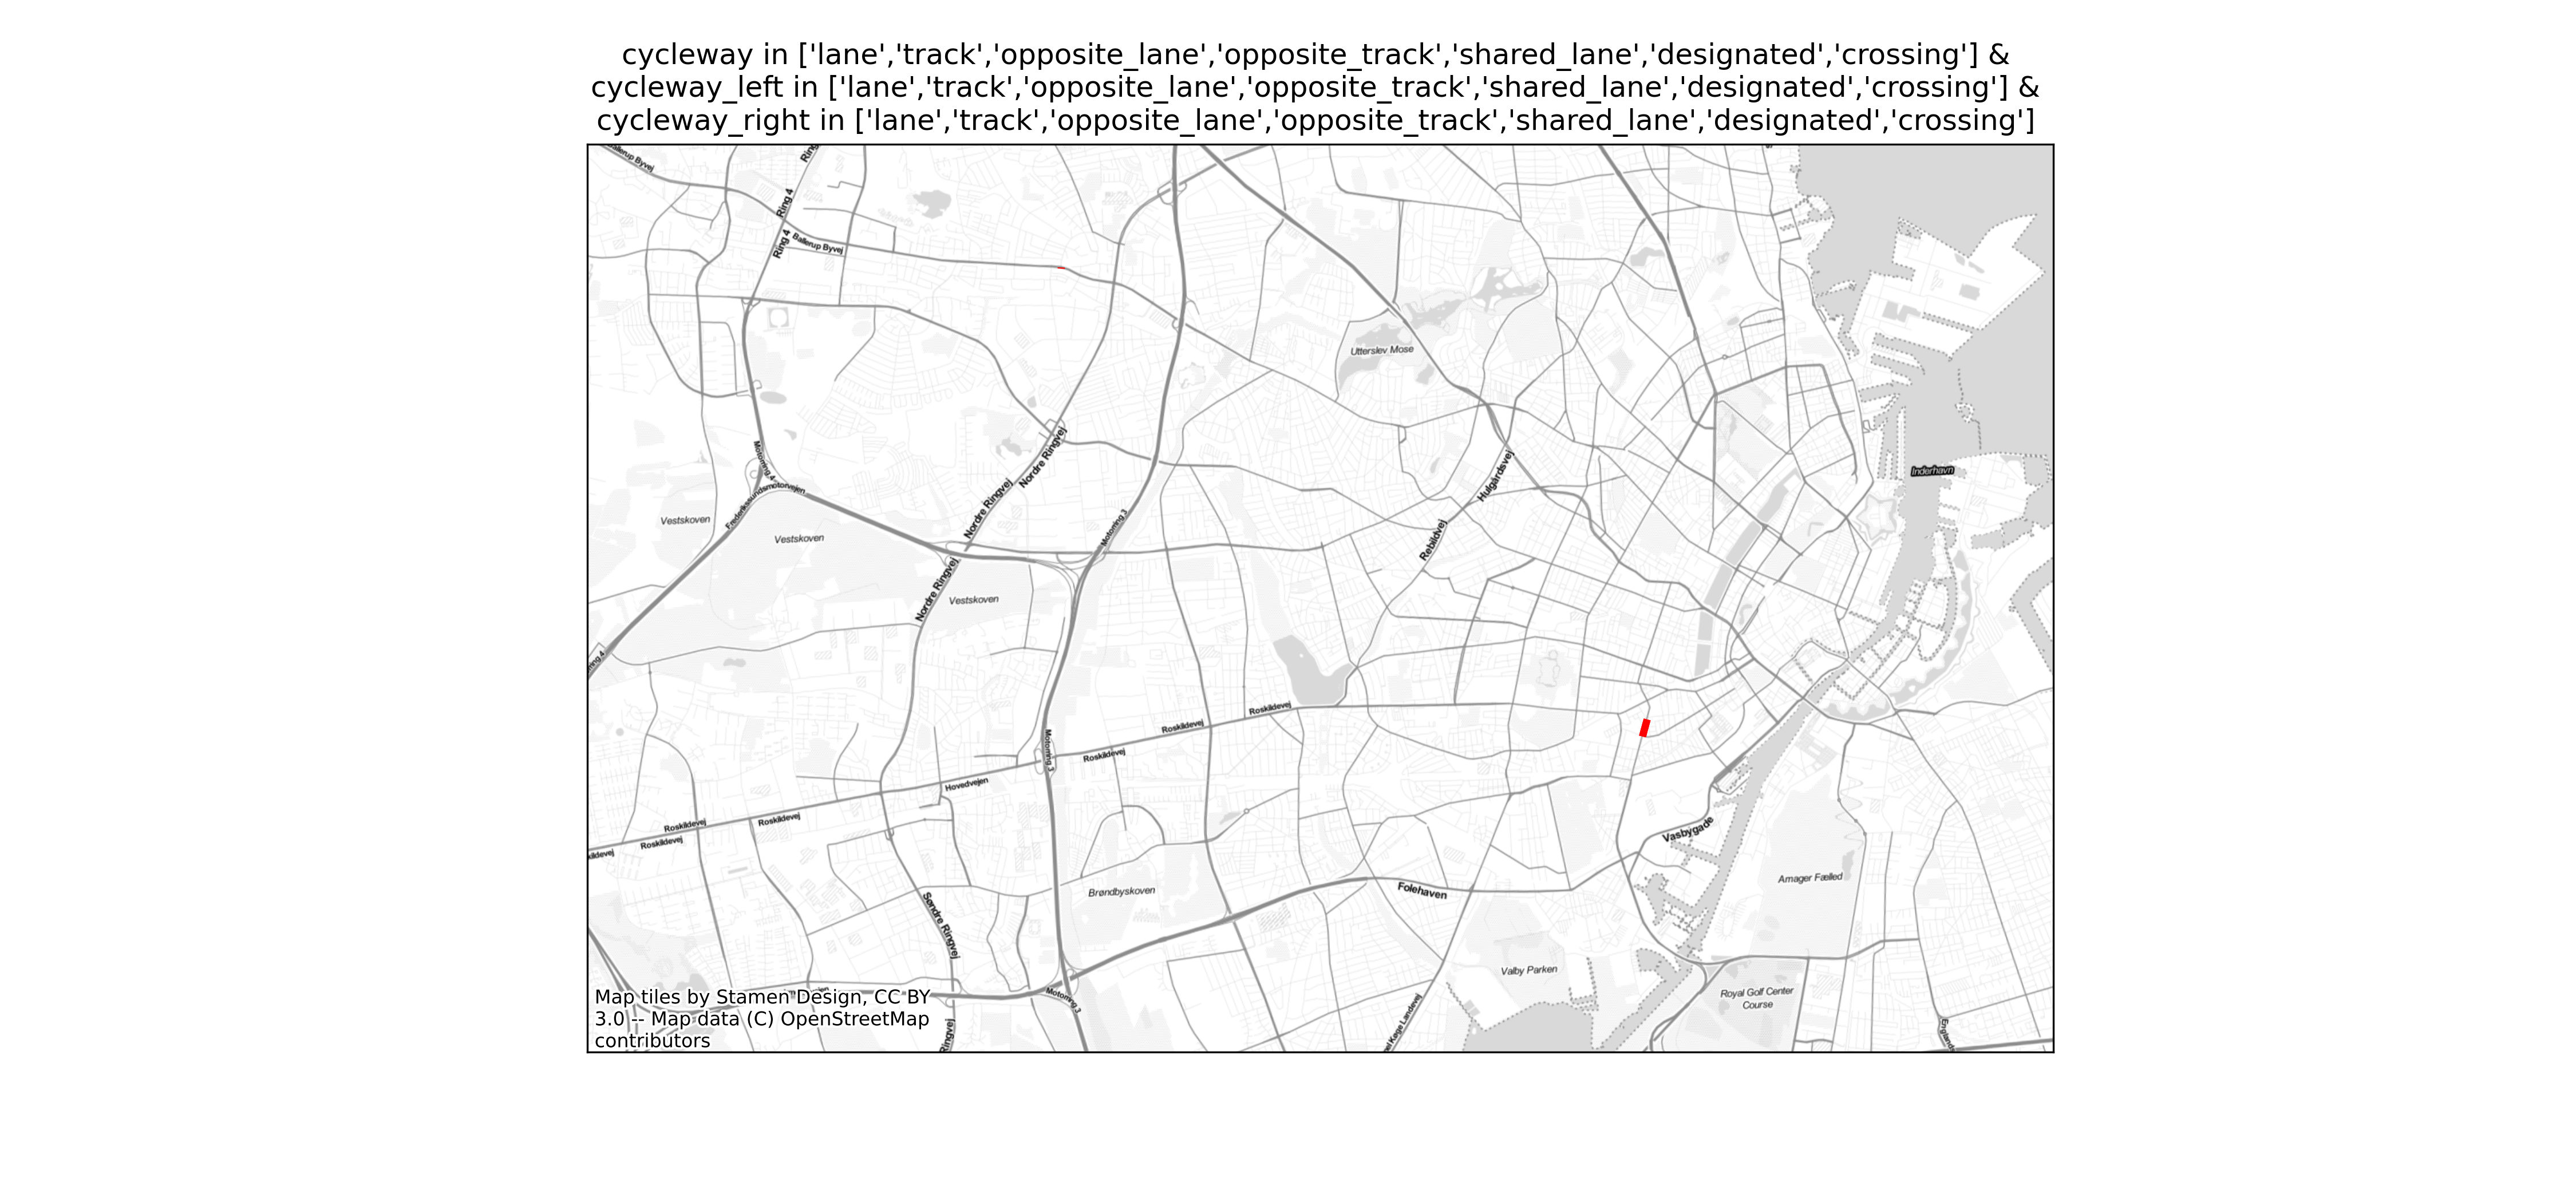 cycleway in ['lane','track','opposite_lane','opposite_track','shared_lane','designated','crossing'] &
cycleway_left in ['lane','track','opposite_lane','opposite_track','shared_lane','designated','crossing'] &
cycleway_right in ['lane','track','opposite_lane','opposite_track','shared_lane','designated','crossing']
Ballerup Byvej
Ring
Ring 4
Ring 4
Ballerup Byvej
Utterslev Mose
Nordre Ringvej
Motorring 4
Inderhavn
Hulgårdsvej
Frederikssundsmotorvejen
Nordre Ringvej
Vestskoven
Vestskoven
Motorring 3
Rebildvej
Nordre Ringvej
Vestskoven
Roskildevej
Roskildevej
Motorring 3
Roskildevej
Hovedvejen
Roskildevej
Roskildevej
Roskildevej
kildevej
Vasbygade
Amager Fælled
Brøndbyskoven
Folehaven
Søndre Ringvej
Valby Parken
Royal Golf Center
Course
Motorring 3
el Køge Landevej
Ringvej
Englands
Map tiles by Stamen Design, CC BY
3.0 -- Map data (C) OpenStreetMap
contributors